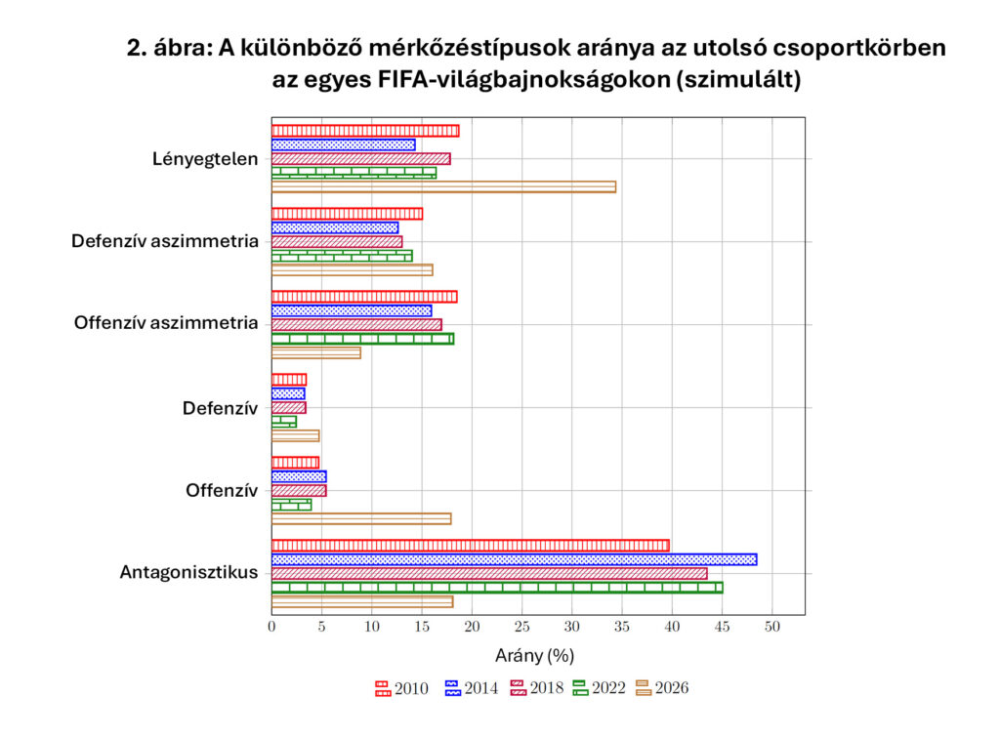 2. ábra: A különböző mérkőzéstípusok aránya az utolsó csoportkörben
az egyes FIFA-világbajnokságokon (szimulált)
Lényegtelen
Defenzív aszimmetria
Offenzív aszimmetria
Defenzív
Offenzív
Antagonisztikus
0 5 10 15 20 25 30 35 40 45 50
Arány (%)
2010 2014 2018 2022 2026